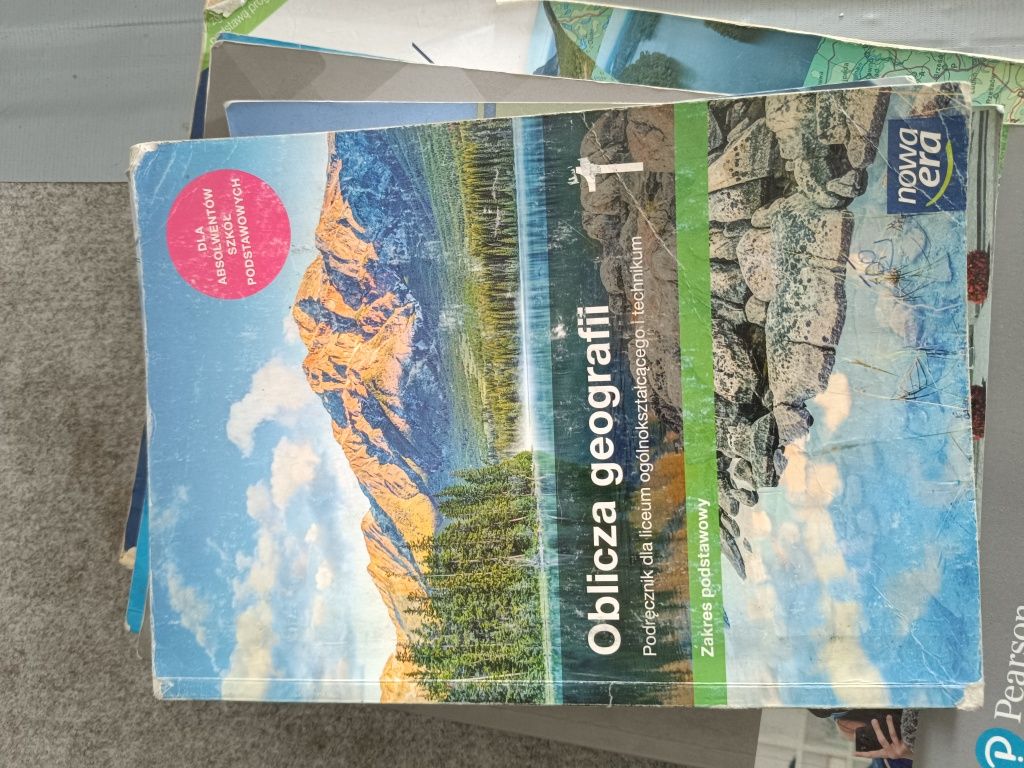 DLA
ABSOLWENTÓW
SZKÓŁ
PODSTAWOWYCH
1
Oblicza geografii
Podręcznik dla liceum ogólnokształcącego i technikum
Zakres podstawowy
nowa
era
Pearson